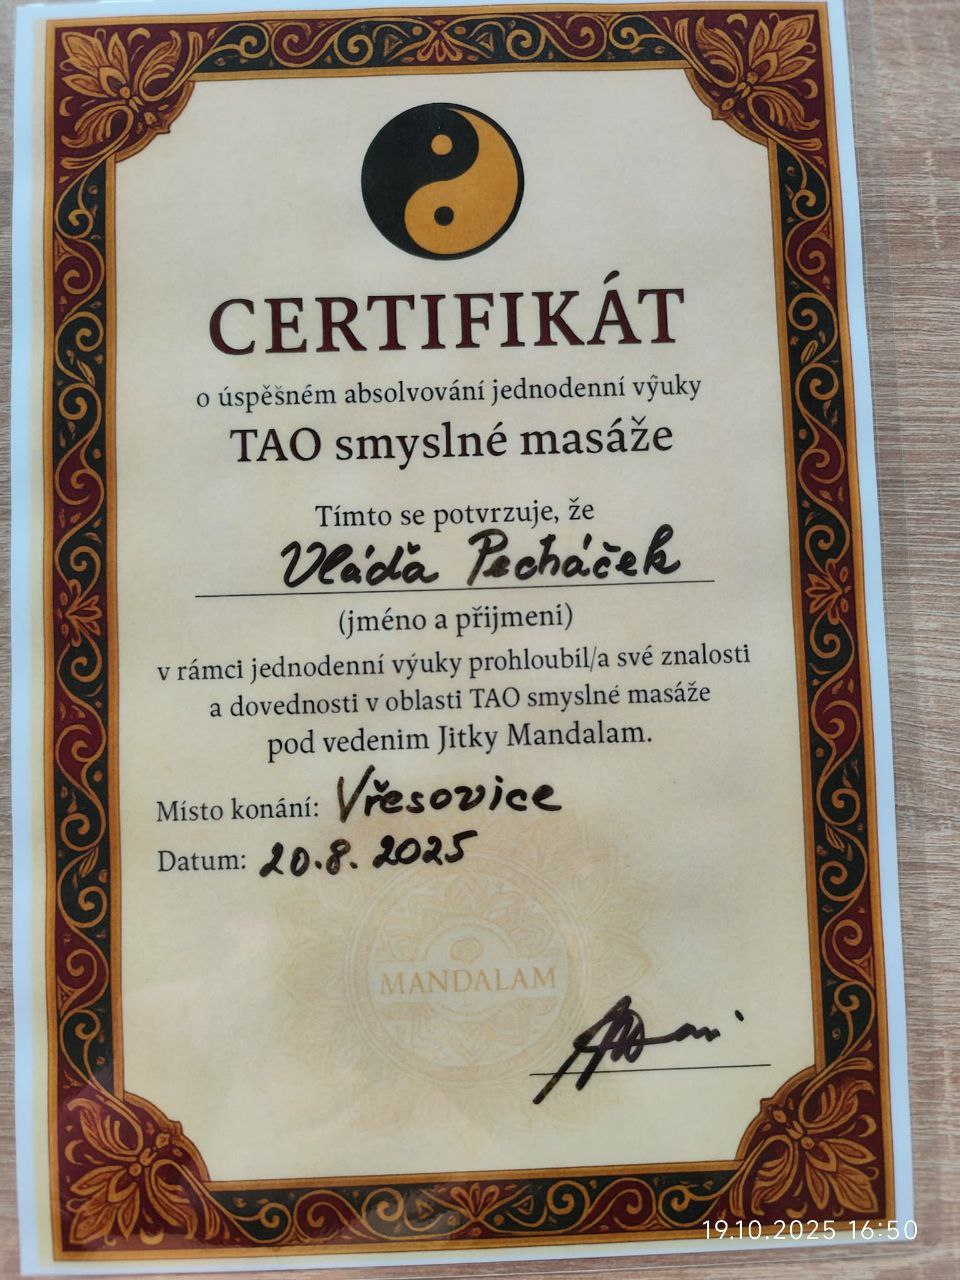 CERTIFIKÁT
o úspěšném absolvování jednodenní výuky
TAO smyslné masáže
Tímto se potvrzuje, že
Vláďa Pecháček
(jméno a přijmení)
v rámci jednodenní výuky prohloubil/a své znalosti
a dovednosti v oblasti TAO smyslné masáže
pod vedenim Jitky Mandalam.
Místo konání: Vřesovice
Datum: 20.8.2025
MANDALAM
19.10.2025 16:50